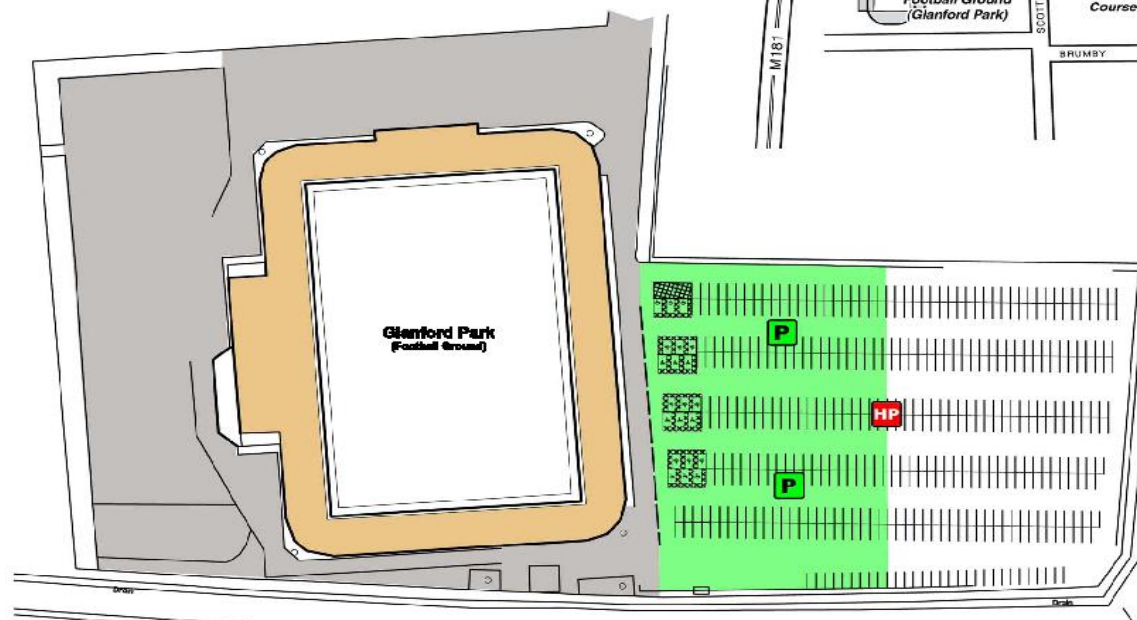 Football Ground
(Glanford Park)
Course
SCOTT
M181
BRUMBY
Glanford Park
(Football Ground)
P
HP
P
Drain
Drain